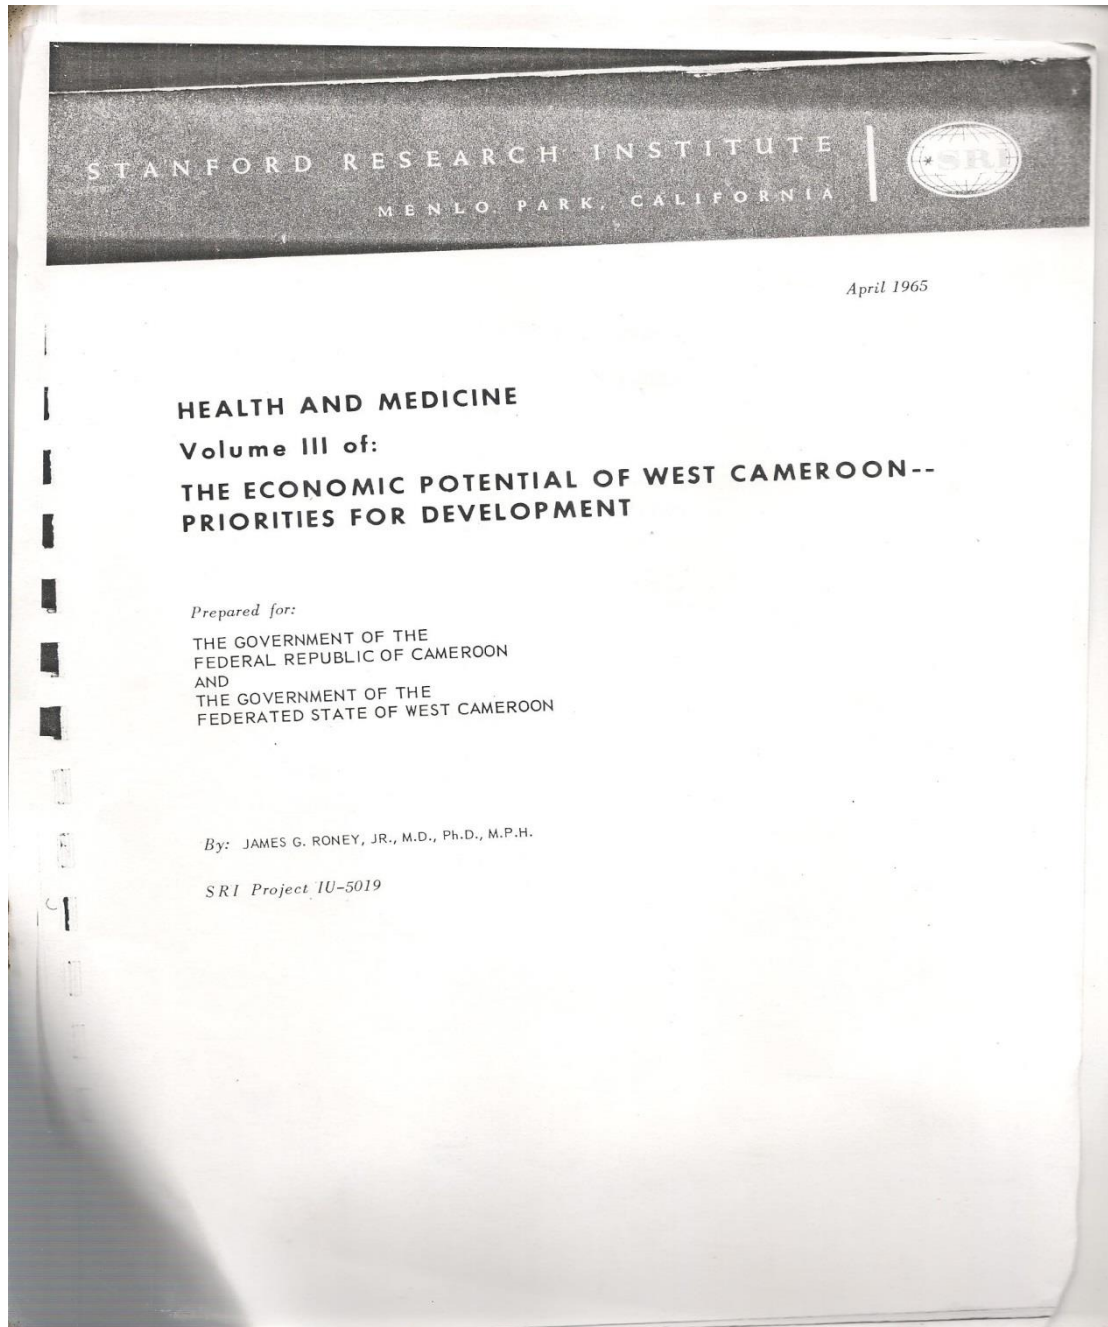 STANFORD RESEARCH INSTITUTE
MENLO PARK, CALIFORNIA
SRI
April 1965
HEALTH AND MEDICINE
Volume III of:
THE ECONOMIC POTENTIAL OF WEST CAMEROON--
PRIORITIES FOR DEVELOPMENT
Prepared for:
THE GOVERNMENT OF THE
FEDERAL REPUBLIC OF CAMEROON
AND
THE GOVERNMENT OF THE
FEDERATED STATE OF WEST CAMEROON
By: JAMES G. RONEY, JR., M.D., Ph.D., M.P.H.
SRI Project IU-5019